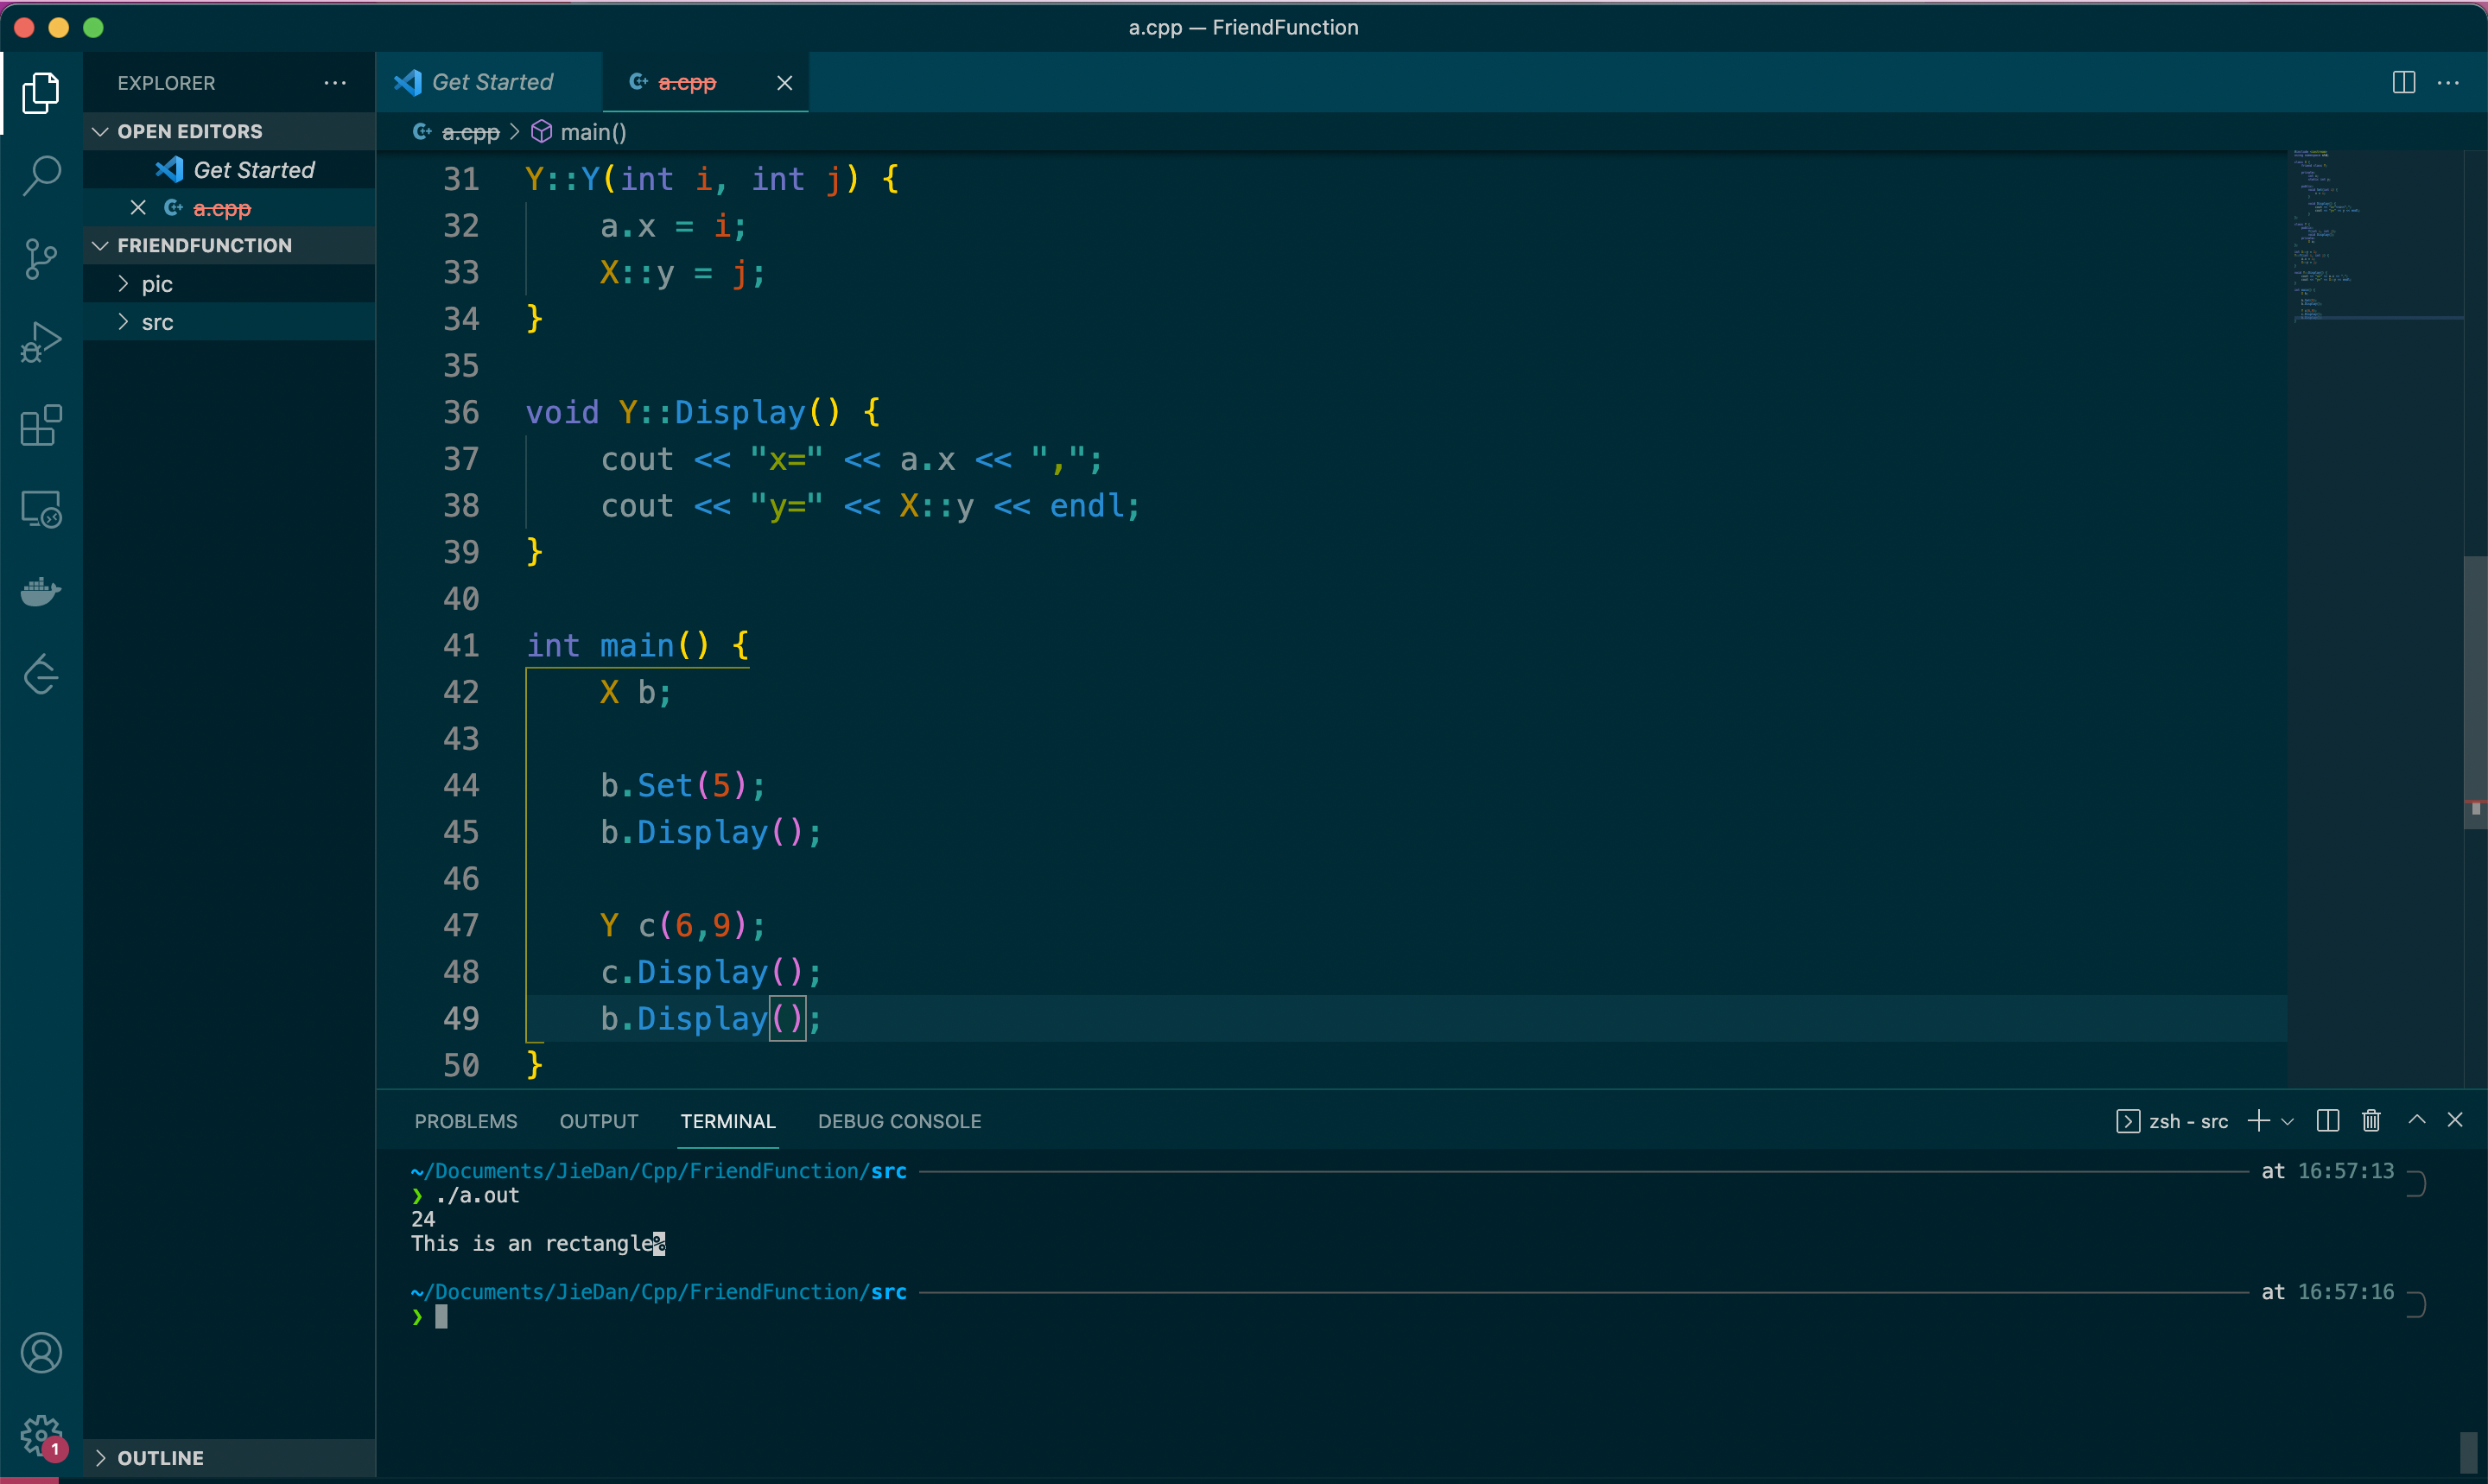 a.cpp — FriendFunction
EXPLORER
Get Started
a.cpp
OPEN EDITORS
Get Started
a.cpp
FRIENDFUNCTION
pic
src
OUTLINE
1
a.cpp > main()
31 Y::Y(int i, int j) {
32     a.x = i;
33     X::y = j;
34 }
35
36 void Y::Display() {
37     cout << "x=" << a.x << ",";
38     cout << "y=" << X::y << endl;
39 }
40
41 int main() {
42     X b;
43
44     b.Set(5);
45     b.Display();
46
47     Y c(6,9);
48     c.Display();
49     b.Display();
50 }
PROBLEMS OUTPUT TERMINAL DEBUG CONSOLE
zsh - src
~/Documents/JieDan/Cpp/FriendFunction/src at 16:57:13
❯ ./a.out
24
This is an rectangle%
~/Documents/JieDan/Cpp/FriendFunction/src at 16:57:16
❯